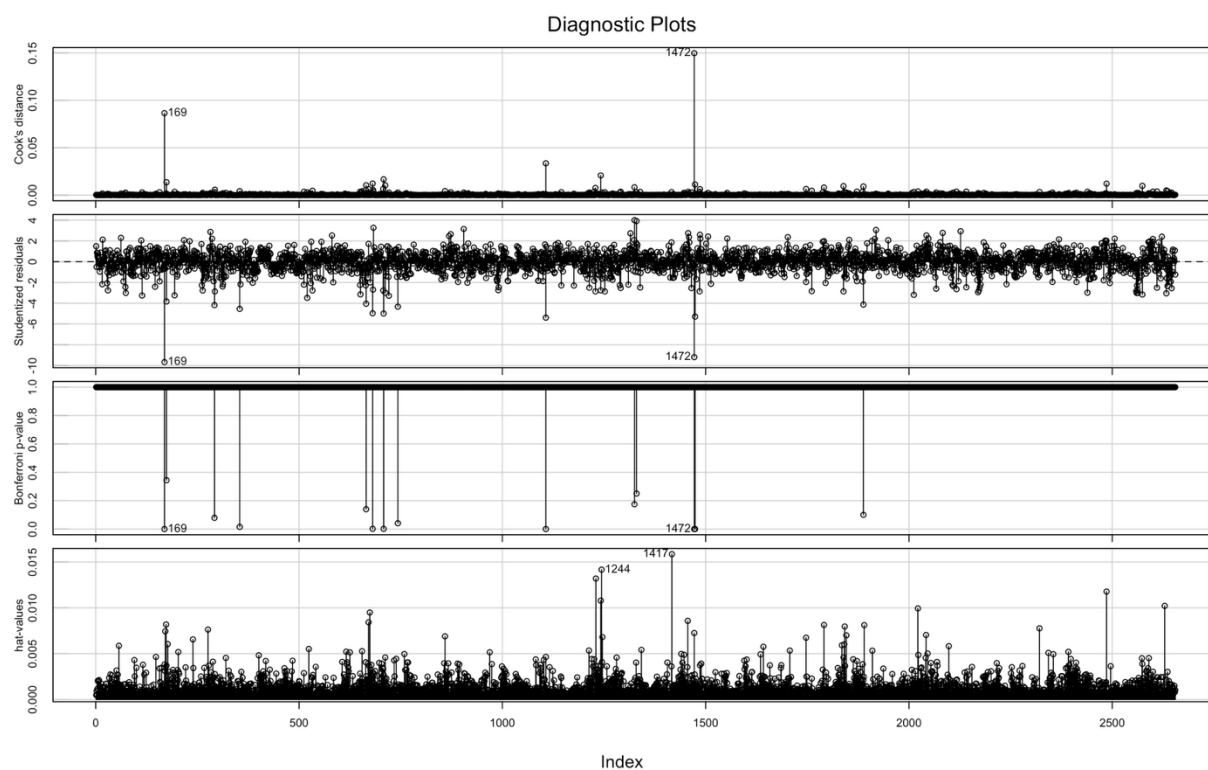 Diagnostic Plots
Cook's distance
0.00 0.05 0.10 0.15
169
1472
Studentized residuals
-10 -6 -4 -2 0 2 4
169
1472
Bonferroni p-value
0.0 0.2 0.4 0.6 0.8 1.0
169
1472
hat-values
0.000 0.005 0.010 0.015
1244
1417
0 500 1000 1500 2000 2500
Index